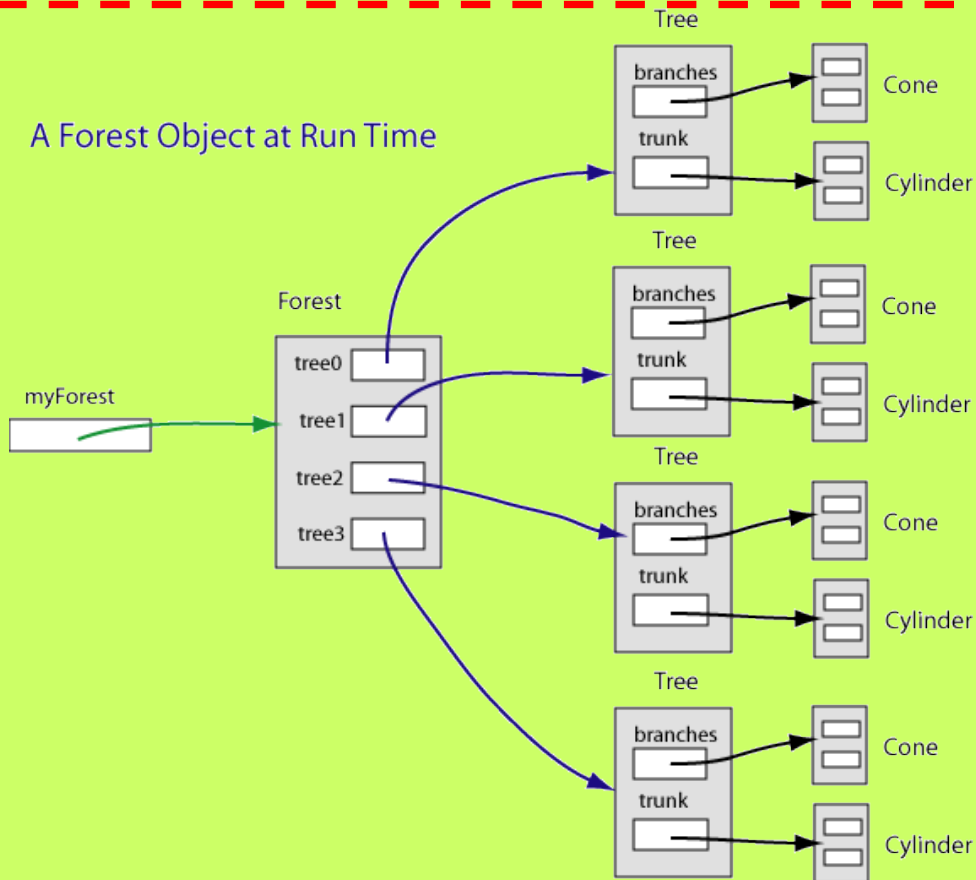 Tree
branches
Cone
A Forest Object at Run Time
trunk
Cylinder
Tree
branches
Cone
Forest
trunk
tree0
myForest
tree1
Cylinder
Tree
tree2
branches
Cone
tree3
trunk
Cylinder
Tree
branches
Cone
trunk
Cylinder